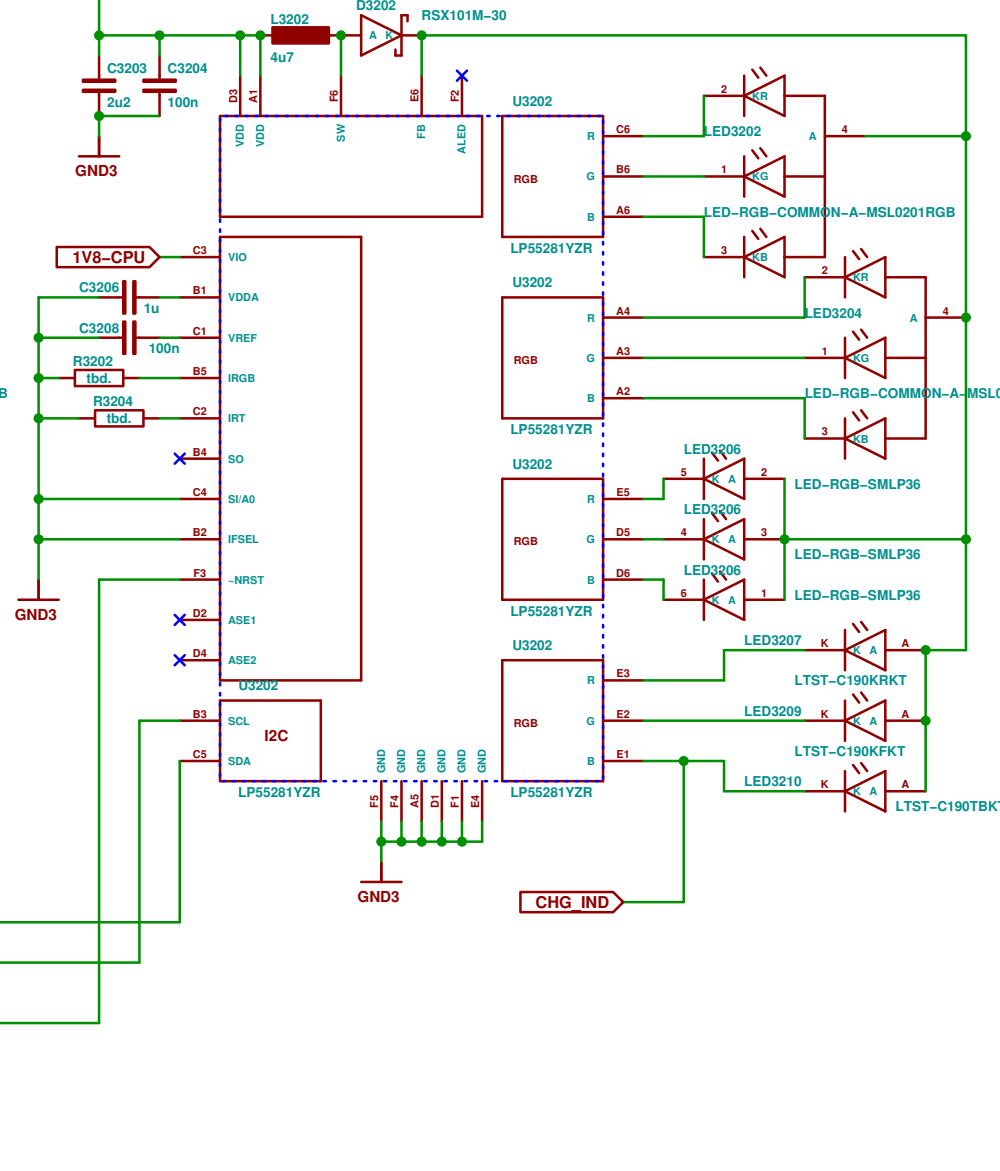 D3202
RSX101M-30
L3202
A K
4u7
C3203
C3204
2u2
100n
GND3
D3
A1
F6
E6
F2
VDD
VDD
SW
FB
ALED
U3202
R
C6
G
B6
B
A6
RGB
LP55281YZR
2
KR
LED3202
A
4
1
KG
LED-RGB-COMMON-A-MSL0201RGB
3
KB
1V8-CPU
C3
VIO
C3206
1u
B1
VDDA
C3208
100n
C1
VREF
R3202
tbd.
B5
IRGB
R3204
tbd.
C2
IRT
B4
SO
C4
SI/A0
B2
IFSEL
F3
~NRST
D2
ASE1
D4
ASE2
GND3
B
U3202
B3
SCL
I2C
C5
SDA
LP55281YZR
U3202
R
A4
G
A3
B
A2
RGB
LP55281YZR
2
KR
LED3204
A
4
1
KG
LED-RGB-COMMON-A-MSL0
3
KB
U3202
R
E5
G
D5
B
D6
RGB
LP55281YZR
LED3206
5
K A
2
LED-RGB-SMLP36
LED3206
4
K A
3
LED-RGB-SMLP36
LED3206
6
K A
1
LED-RGB-SMLP36
U3202
R
E3
G
E2
B
E1
RGB
LP55281YZR
LED3207
K
K A
A
LTST-C190KRKT
LED3209
K
K A
A
LTST-C190KFKT
LED3210
K
K A
A
LTST-C190TBKT
GND
GND
GND
GND
GND
GND
F5
F4
A5
D1
F1
E4
GND3
CHG_IND